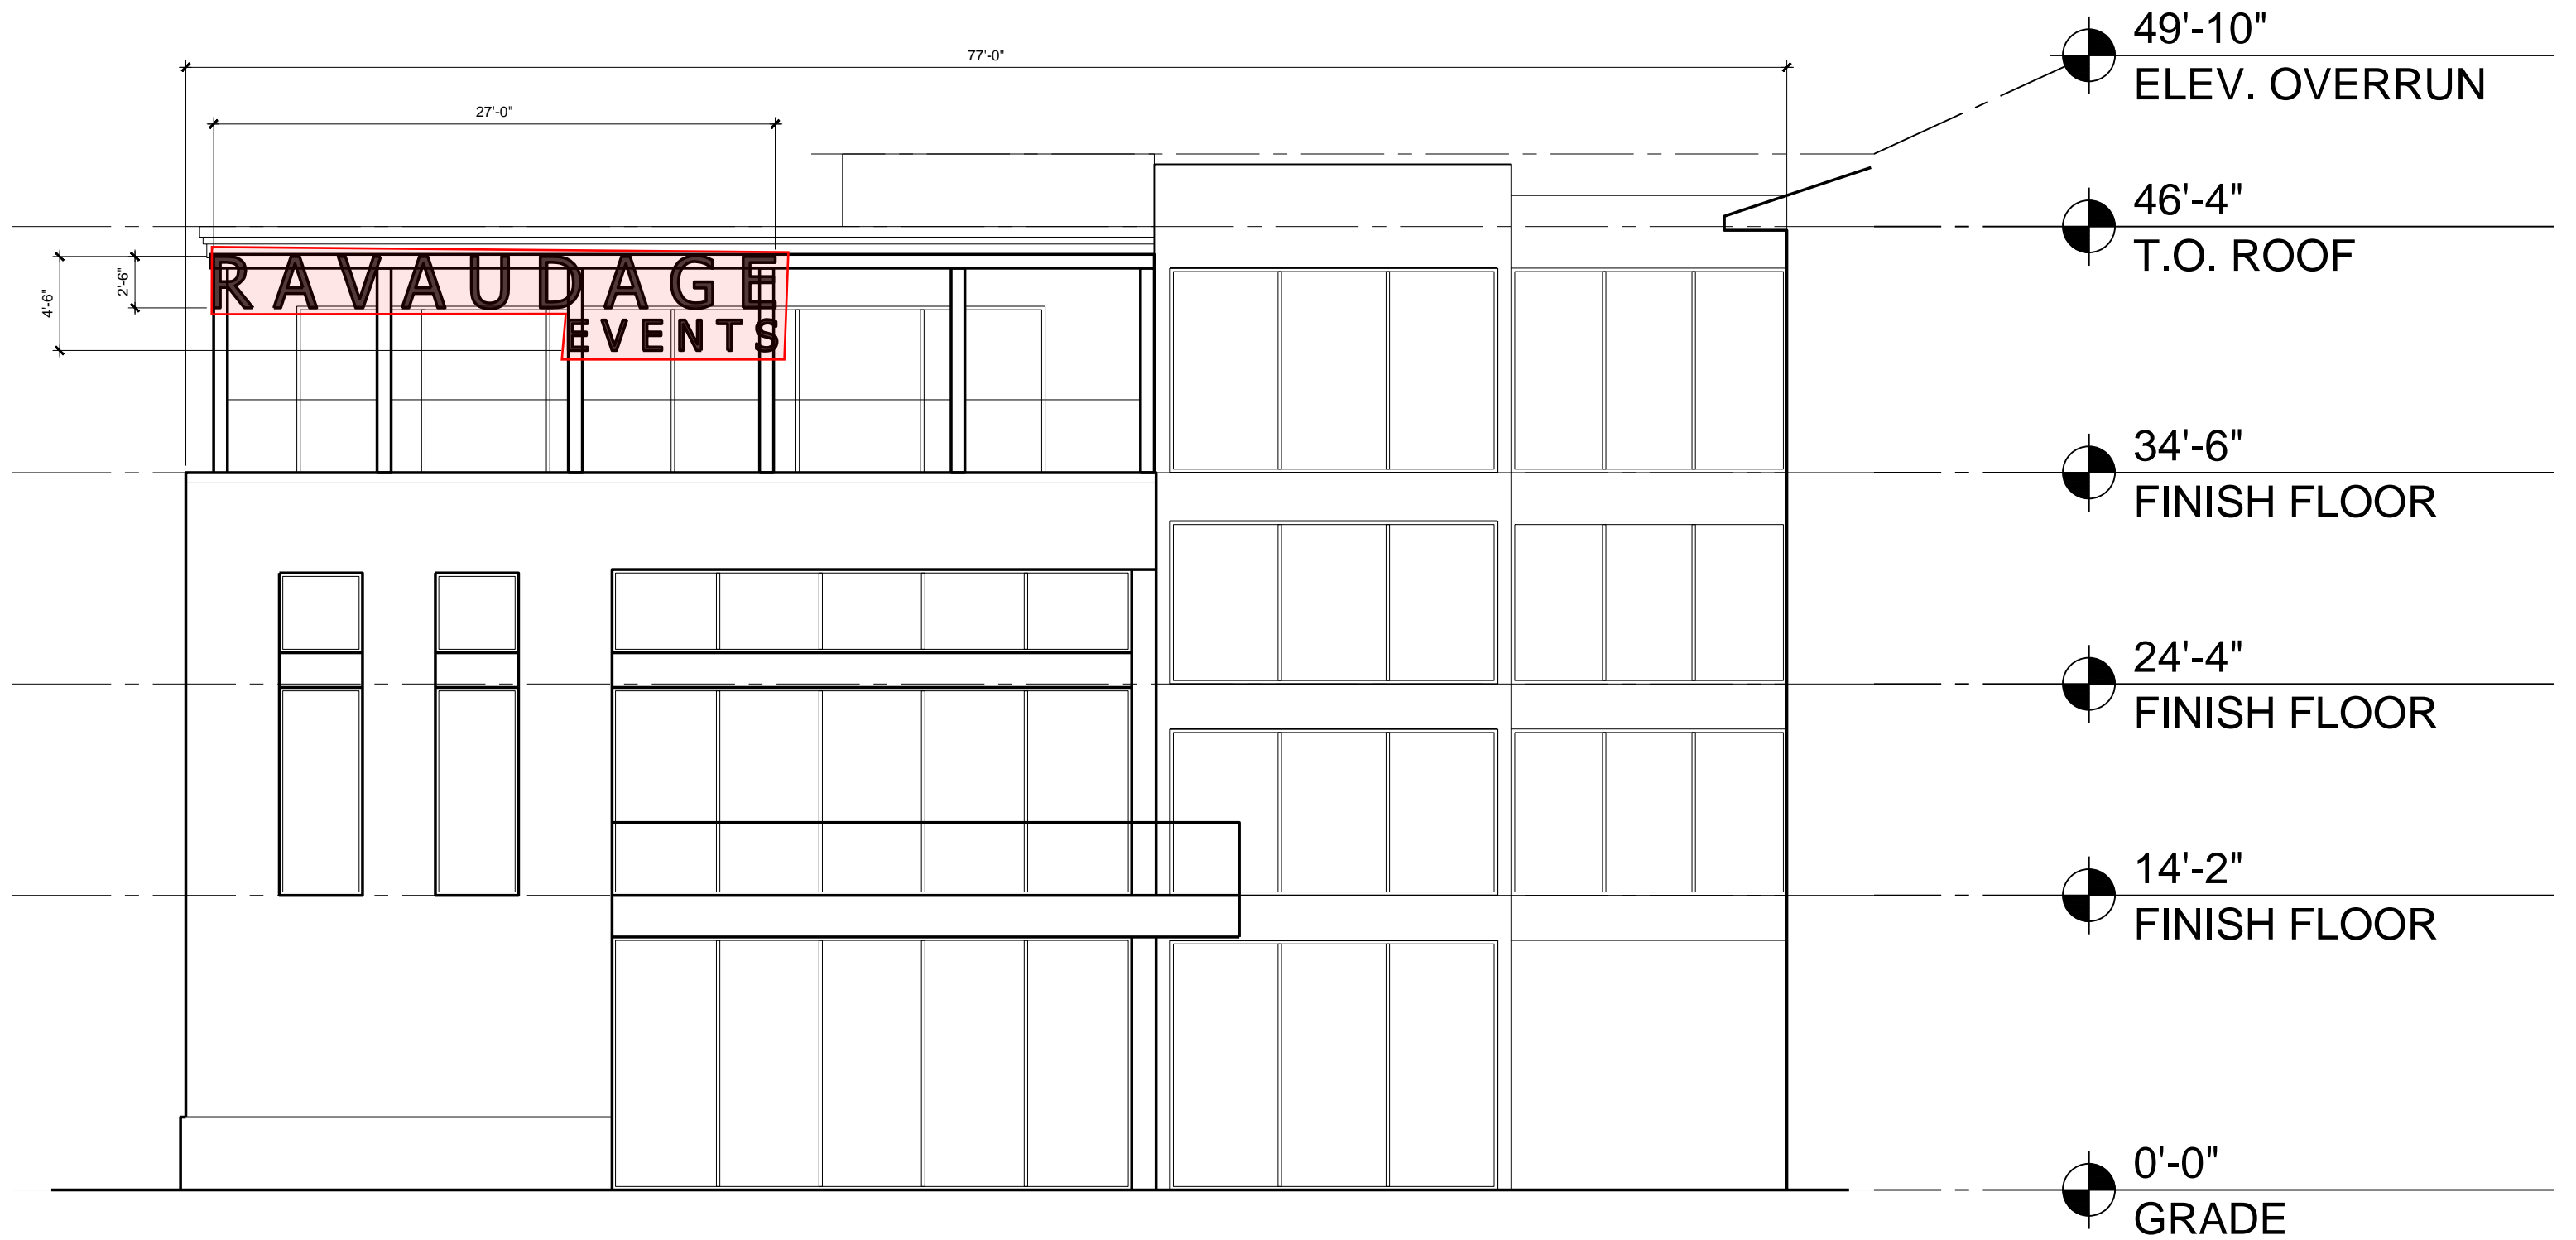 49'-10"
ELEV. OVERRUN
77'-0"
27'-0"
46'-4"
T.O. ROOF
4'-6"
2'-6"
RAVAUDAGE
EVENTS
34'-6"
FINISH FLOOR
24'-4"
FINISH FLOOR
14'-2"
FINISH FLOOR
0'-0"
GRADE